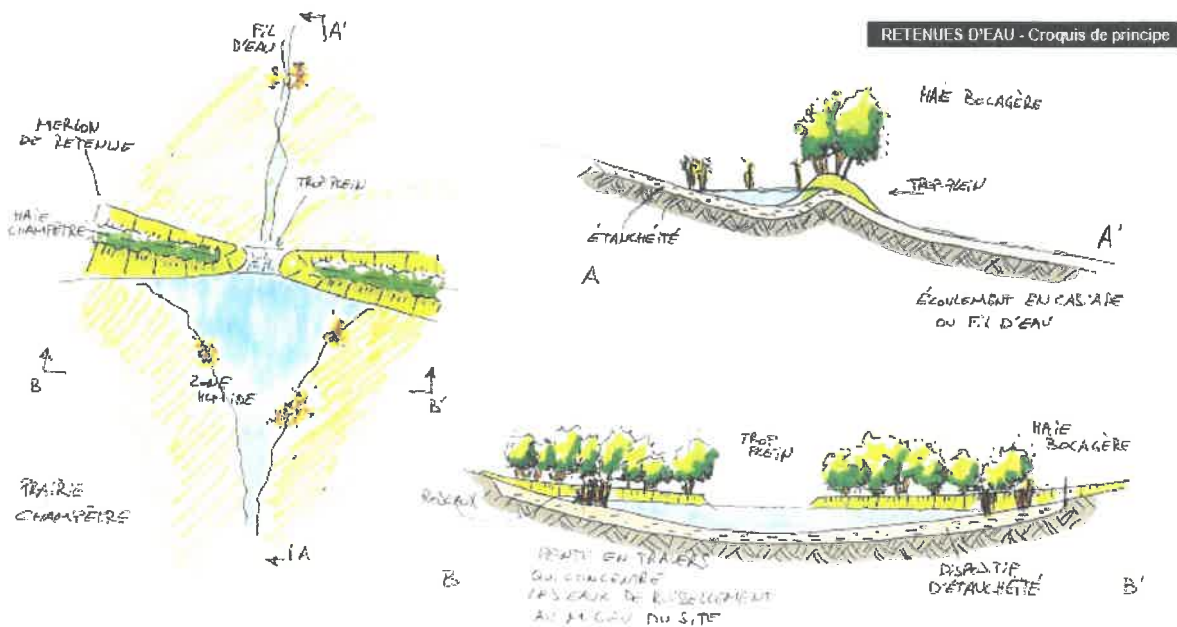 RETENUES D'EAU - Croquis de principe
A'
FIL
D'EAU
MERLON
DE RETENUE
TROP PLEIN
HAIE
CHAMPÊTRE
B
B'
ZONE
HUMIDE
PRAIRIE
CHAMPÊTRE
A
HAIE BOCAGÈRE
TROP-PLEIN
ÉTANCHÉITÉ
A
A'
ÉCOULEMENT EN CASCADE
OU FIL D'EAU
TROP
PLEIN
HAIE
BOCAGÈRE
ROSEAUX
PENTE EN TRAVERS
QUI CONCENTRE
LES EAUX DE RUISSELLEMENT
AU MILIEU DU SITE
DISPOSITIF
D'ÉTANCHÉITÉ
B
B'